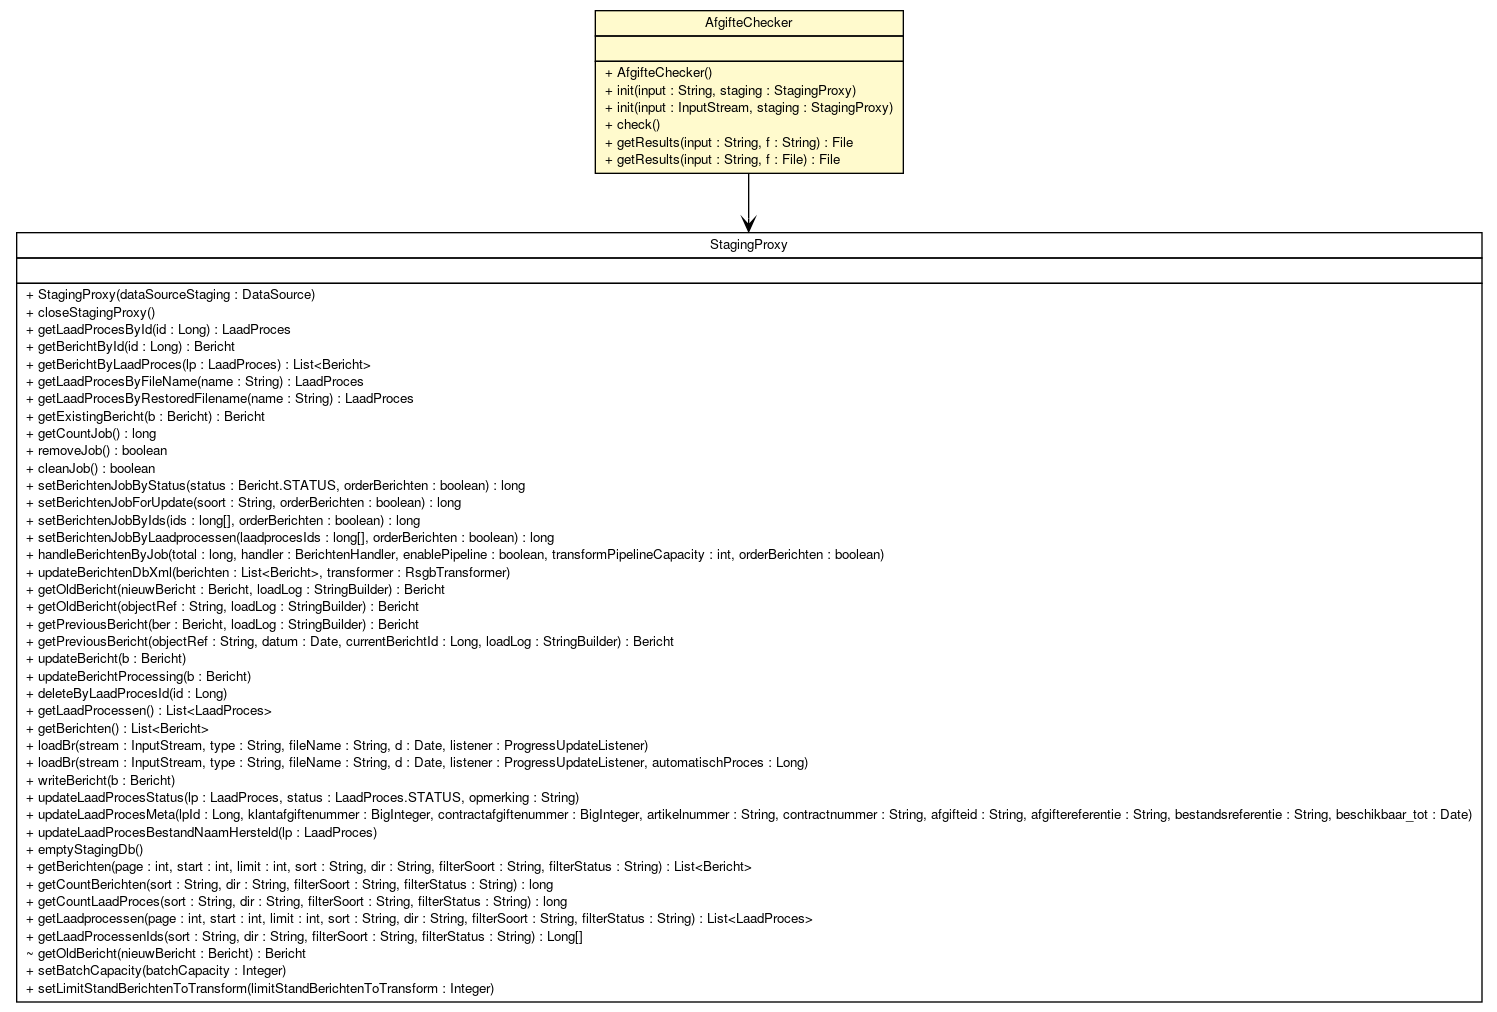 AfgifteChecker
+ AfgifteChecker()
+ init(input : String, staging : StagingProxy)
+ init(input : InputStream, staging : StagingProxy)
+ check()
+ getResults(input : String, f : String) : File
+ getResults(input : String, f : File) : File
StagingProxy
+ StagingProxy(dataSourceStaging : DataSource)
+ closeStagingProxy()
+ getLaadProcesById(id : Long) : LaadProces
+ getBerichtById(id : Long) : Bericht
+ getBerichtByLaadProces(lp : LaadProces) : List<Bericht>
+ getLaadProcesByFileName(name : String) : LaadProces
+ getLaadProcesByRestoredFilename(name : String) : LaadProces
+ getExistingBericht(b : Bericht) : Bericht
+ getCountJob() : long
+ removeJob() : boolean
+ cleanJob() : boolean
+ setBerichtenJobByStatus(status : Bericht.STATUS, orderBerichten : boolean) : long
+ setBerichtenJobForUpdate(soort : String, orderBerichten : boolean) : long
+ setBerichtenJobByIds(ids : long[], orderBerichten : boolean) : long
+ setBerichtenJobByLaadprocessen(laadprocesIds : long[], orderBerichten : boolean) : long
+ handleBerichtenByJob(total : long, handler : BerichtenHandler, enablePipeline : boolean, transformPipelineCapacity : int, orderBerichten : boolean)
+ updateBerichtenDbXml(berichten : List<Bericht>, transformer : RsgbTransformer)
+ getOldBericht(nieuwBericht : Bericht, loadLog : StringBuilder) : Bericht
+ getOldBericht(objectRef : String, loadLog : StringBuilder) : Bericht
+ getPreviousBericht(ber : Bericht, loadLog : StringBuilder) : Bericht
+ getPreviousBericht(objectRef : String, datum : Date, currentBerichtId : Long, loadLog : StringBuilder) : Bericht
+ updateBericht(b : Bericht)
+ updateBerichtProcessing(b : Bericht)
+ deleteByLaadProcesId(id : Long)
+ getLaadProcessen() : List<LaadProces>
+ getBerichten() : List<Bericht>
+ loadBr(stream : InputStream, type : String, fileName : String, d : Date, listener : ProgressUpdateListener)
+ loadBr(stream : InputStream, type : String, fileName : String, d : Date, listener : ProgressUpdateListener, automatischProces : Long)
+ writeBericht(b : Bericht)
+ updateLaadProcesStatus(lp : LaadProces, status : LaadProces.STATUS, opmerking : String)
+ updateLaadProcesMeta(lpId : Long, klantafgiftenummer : BigInteger, contractafgiftenummer : BigInteger, artikelnummer : String, contractnummer : String, afgifteid : String, afgiftereferentie : String, bestandsreferentie : String, beschikbaar_tot : Date)
+ updateLaadProcesBestandNaamHersteld(lp : LaadProces)
+ emptyStagingDb()
+ getBerichten(page : int, start : int, limit : int, sort : String, dir : String, filterSoort : String, filterStatus : String) : List<Bericht>
+ getCountBerichten(sort : String, dir : String, filterSoort : String, filterStatus : String) : long
+ getCountLaadProces(sort : String, dir : String, filterSoort : String, filterStatus : String) : long
+ getLaadprocessen(page : int, start : int, limit : int, sort : String, dir : String, filterSoort : String, filterStatus : String) : List<LaadProces>
+ getLaadProcessenIds(sort : String, dir : String, filterSoort : String, filterStatus : String) : Long[]
~ getOldBericht(nieuwBericht : Bericht) : Bericht
+ setBatchCapacity(batchCapacity : Integer)
+ setLimitStandBerichtenToTransform(limitStandBerichtenToTransform : Integer)